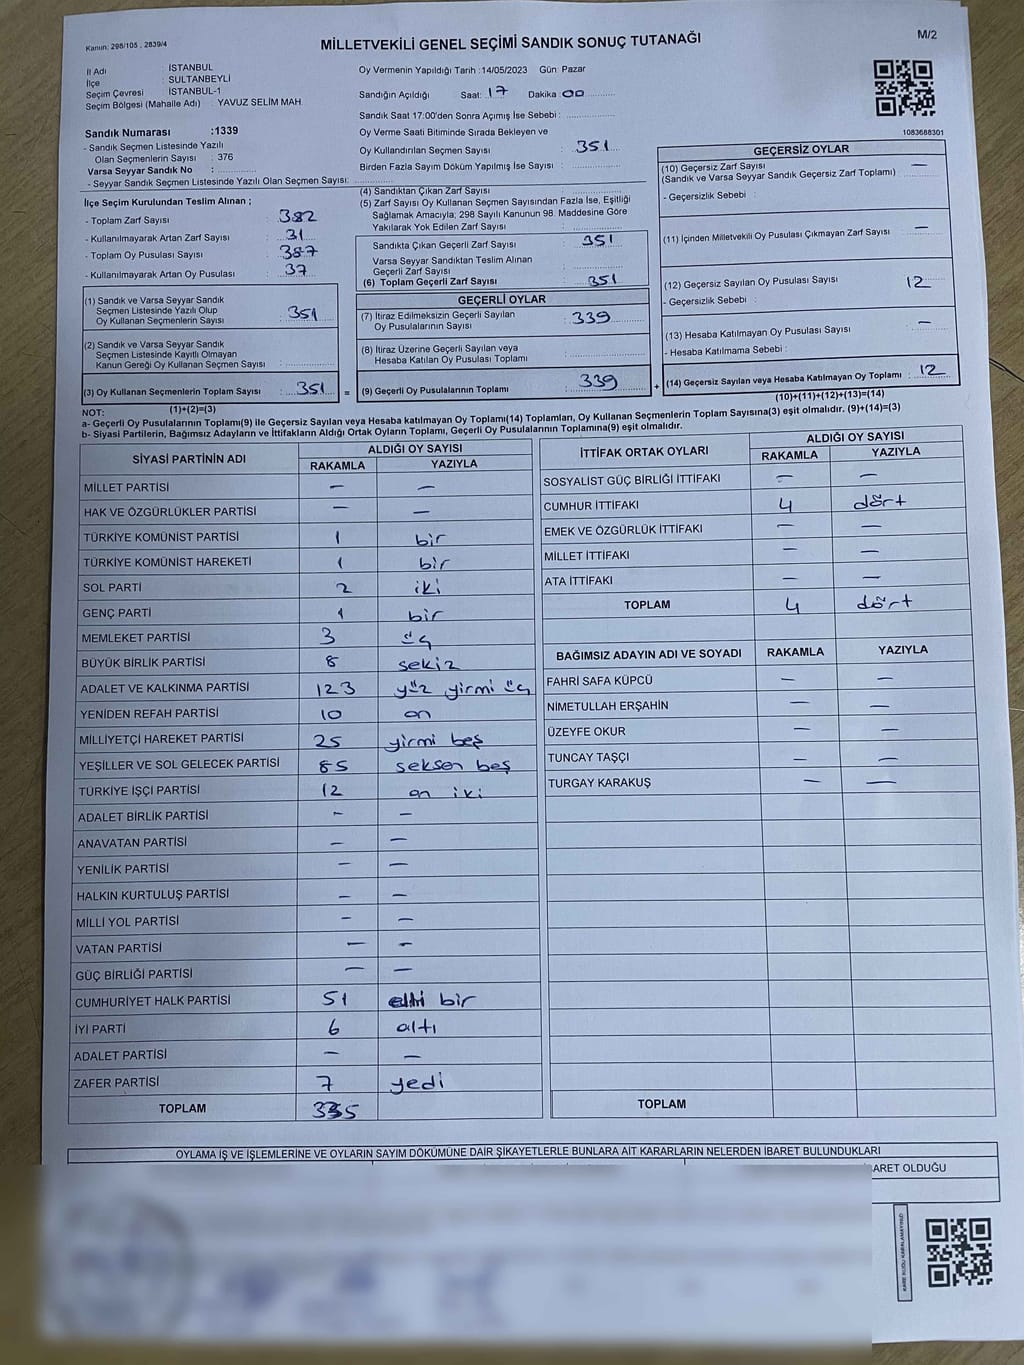 Kanun: 298/105 , 2839/4
MİLLETVEKİLİ GENEL SEÇİMİ SANDIK SONUÇ TUTANAĞI
M/2
İl Adı : İSTANBUL
İlçe : SULTANBEYLİ
Seçim Çevresi : İSTANBUL-1
Seçim Bölgesi (Mahalle Adı) : YAVUZ SELİM MAH.
Sandık Numarası :1339
- Sandık Seçmen Listesinde Yazılı
Olan Seçmenlerin Sayısı : 376
Varsa Seyyar Sandık No :
- Seyyar Sandık Seçmen Listesinde Yazılı Olan Seçmen Sayısı:
Oy Vermenin Yapıldığı Tarih :14/05/2023 Gün: Pazar
Sandığın Açıldığı Saat: 17 Dakika: 00
Sandık Saat 17:00'den Sonra Açılmış İse Sebebi :
Oy Verme Saati Bitiminde Sırada Bekleyen ve
Oy Kullandırılan Seçmen Sayısı : 351
Birden Fazla Sayım Döküm Yapılmış İse Sayısı :
1083688301
İlçe Seçim Kurulundan Teslim Alınan ;
- Toplam Zarf Sayısı : 382
- Kullanılmayarak Artan Zarf Sayısı : 31
- Toplam Oy Pusulası Sayısı : 387
- Kullanılmayarak Artan Oy Pusulası : 37
(1) Sandık ve Varsa Seyyar Sandık
Seçmen Listesinde Yazılı Olup
Oy Kullanan Seçmenlerin Sayısı : 351
(2) Sandık ve Varsa Seyyar Sandık
Seçmen Listesinde Kayıtlı Olmayan
Kanun Gereği Oy Kullanan Seçmen Sayısı :
(3) Oy Kullanan Seçmenlerin Toplam Sayısı : 351 =
(1)+(2)=(3)
(4) Sandıktan Çıkan Zarf Sayısı :
(5) Zarf Sayısı Oy Kullanan Seçmen Sayısından Fazla İse, Eşitliği
Sağlamak Amacıyla; 298 Sayılı Kanunun 98. Maddesine Göre
Yakılarak Yok Edilen Zarf Sayısı :
Sandıkta Çıkan Geçerli Zarf Sayısı : 351
Varsa Seyyar Sandıktan Teslim Alınan
Geçerli Zarf Sayısı :
(6) Toplam Geçerli Zarf Sayısı : 351
GEÇERLİ OYLAR
(7) İtiraz Edilmeksizin Geçerli Sayılan
Oy Pusulalarının Sayısı : 339
(8) İtiraz Üzerine Geçerli Sayılan veya
Hesaba Katılan Oy Pusulası Toplamı :
(9) Geçerli Oy Pusulalarının Toplamı : 339 +
GEÇERSİZ OYLAR
(10) Geçersiz Zarf Sayısı : —
(Sandık ve Varsa Seyyar Sandık Geçersiz Zarf Toplamı)
- Geçersizlik Sebebi :
(11) İçinden Milletvekili Oy Pusulası Çıkmayan Zarf Sayısı : —
(12) Geçersiz Sayılan Oy Pusulası Sayısı : 12
- Geçersizlik Sebebi :
(13) Hesaba Katılmayan Oy Pusulası Sayısı : —
- Hesaba Katılmama Sebebi :
(14) Geçersiz Sayılan veya Hesaba Katılmayan Oy Toplamı : 12
(10)+(11)+(12)+(13)=(14)
NOT:
a- Geçerli Oy Pusulalarının Toplamı(9) ile Geçersiz Sayılan veya Hesaba katılmayan Oy Toplamı(14) Toplamları, Oy Kullanan Seçmenlerin Toplam Sayısına(3) eşit olmalıdır. (9)+(14)=(3)
b- Siyasi Partilerin, Bağımsız Adayların ve İttifakların Aldığı Ortak Oyların Toplamı, Geçerli Oy Pusulalarının Toplamına(9) eşit olmalıdır.
SİYASİ PARTİNİN ADI ALDIĞI OY SAYISI
RAKAMLA YAZIYLA
MİLLET PARTİSİ — —
HAK VE ÖZGÜRLÜKLER PARTİSİ — —
TÜRKİYE KOMÜNİST PARTİSİ 1 bir
TÜRKİYE KOMÜNİST HAREKETİ 1 bir
SOL PARTİ 2 iki
GENÇ PARTİ 1 bir
MEMLEKET PARTİSİ 3 üç
BÜYÜK BİRLİK PARTİSİ 8 sekiz
ADALET VE KALKINMA PARTİSİ 123 yüz yirmi üç
YENİDEN REFAH PARTİSİ 10 on
MİLLİYETÇİ HAREKET PARTİSİ 25 yirmi beş
YEŞİLLER VE SOL GELECEK PARTİSİ 85 seksen beş
TÜRKİYE İŞÇİ PARTİSİ 12 on iki
ADALET BİRLİK PARTİSİ — —
ANAVATAN PARTİSİ — —
YENİLİK PARTİSİ — —
HALKIN KURTULUŞ PARTİSİ — —
MİLLİ YOL PARTİSİ — —
VATAN PARTİSİ — —
GÜÇ BİRLİĞİ PARTİSİ — —
CUMHURİYET HALK PARTİSİ 51 elli bir
İYİ PARTİ 6 altı
ADALET PARTİSİ — —
ZAFER PARTİSİ 7 yedi
TOPLAM 335
İTTİFAK ORTAK OYLARI ALDIĞI OY SAYISI
RAKAMLA YAZIYLA
SOSYALIST GÜÇ BİRLİĞİ İTTİFAKI — —
CUMHUR İTTİFAKI 4 dört
EMEK VE ÖZGÜRLÜK İTTİFAKI — —
MİLLET İTTİFAKI — —
ATA İTTİFAKI — —
TOPLAM 4 dört
BAĞIMSIZ ADAYIN ADI VE SOYADI RAKAMLA YAZIYLA
FAHRİ SAFA KÜPCÜ — —
NİMETULLAH ERŞAHİN — —
ÜZEYFE OKUR — —
TUNCAY TAŞÇI — —
TURGAY KARAKUŞ — —
TOPLAM
OYLAMA İŞ VE İŞLEMLERİNE VE OYLARIN SAYIM DÖKÜMÜNE DAİR ŞİKAYETLERLE BUNLARA AİT KARARLARIN NELERDEN İBARET BULUNDUKLARI
BARET OLDUĞU
KARE KODU KARALAMAYINIZ!